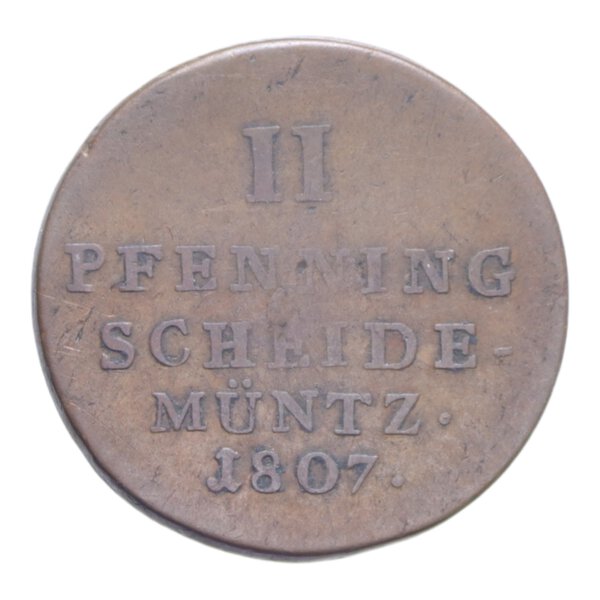 II
PFENNING
SCHEIDE-
MÜNTZ.
.1807.